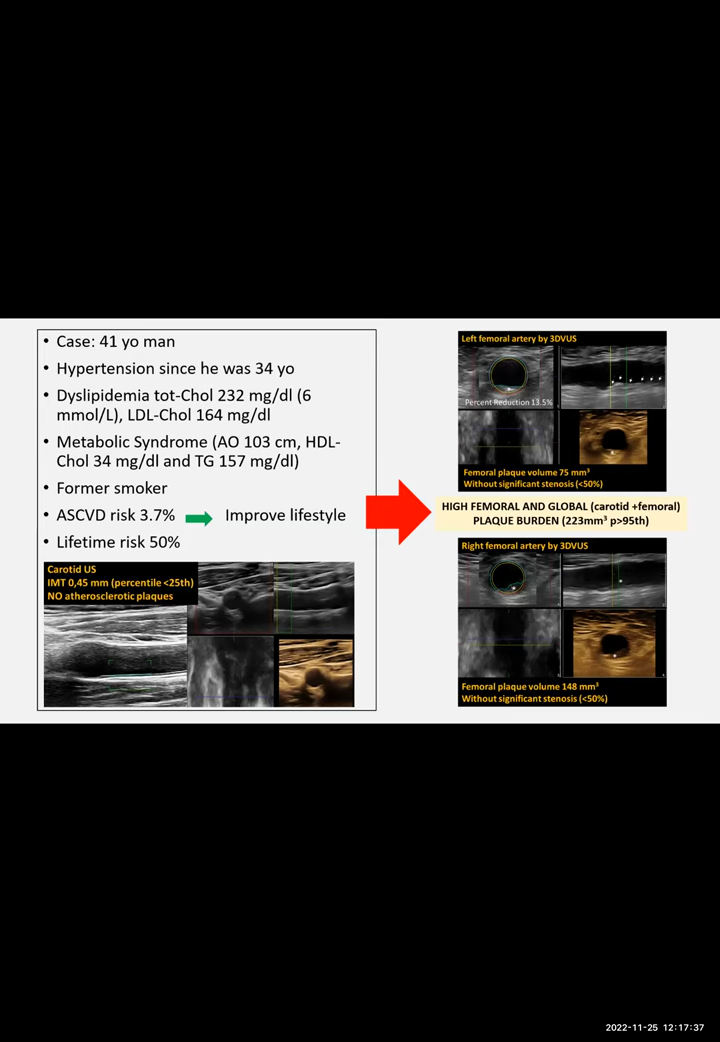 • Case: 41 yo man
• Hypertension since he was 34 yo
• Dyslipidemia tot-Chol 232 mg/dl (6
mmol/L), LDL-Chol 164 mg/dl
• Metabolic Syndrome (AO 103 cm, HDL-
Chol 34 mg/dl and TG 157 mg/dl)
• Former smoker
• ASCVD risk 3.7% Improve lifestyle
• Lifetime risk 50%
Carotid US
IMT 0,45 mm (percentile <25th)
NO atherosclerotic plaques
Left femoral artery by 3DVUS
Percent Reduction 13.5%
Femoral plaque volume 75 mm³
Without significant stenosis (<50%)
HIGH FEMORAL AND GLOBAL (carotid +femoral)
PLAQUE BURDEN (223mm³ p>95th)
Right femoral artery by 3DVUS
Femoral plaque volume 148 mm³
Without significant stenosis (<50%)
2022-11-25 12:17:37